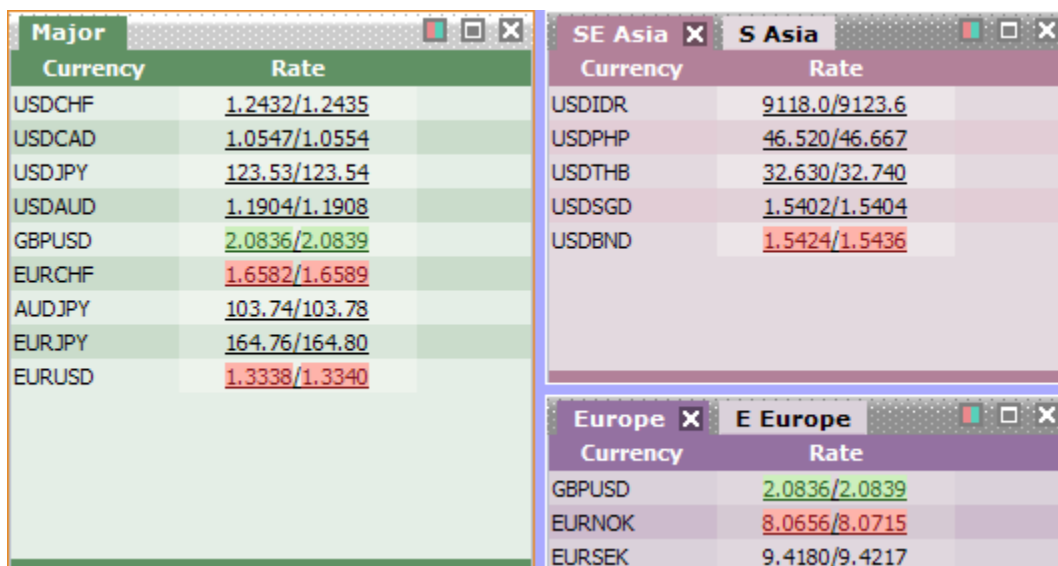 Major
Currency Rate
USDCHF 1.2432/1.2435
USDCAD 1.0547/1.0554
USDJPY 123.53/123.54
USDAUD 1.1904/1.1908
GBPUSD 2.0836/2.0839
EURCHF 1.6582/1.6589
AUDJPY 103.74/103.78
EURJPY 164.76/164.80
EURUSD 1.3338/1.3340
SE Asia S Asia
Currency Rate
USDIDR 9118.0/9123.6
USDPHP 46.520/46.667
USDTHB 32.630/32.740
USDSGD 1.5402/1.5404
USDBND 1.5424/1.5436
Europe E Europe
Currency Rate
GBPUSD 2.0836/2.0839
EURNOK 8.0656/8.0715
EURSEK 9.4180/9.4217